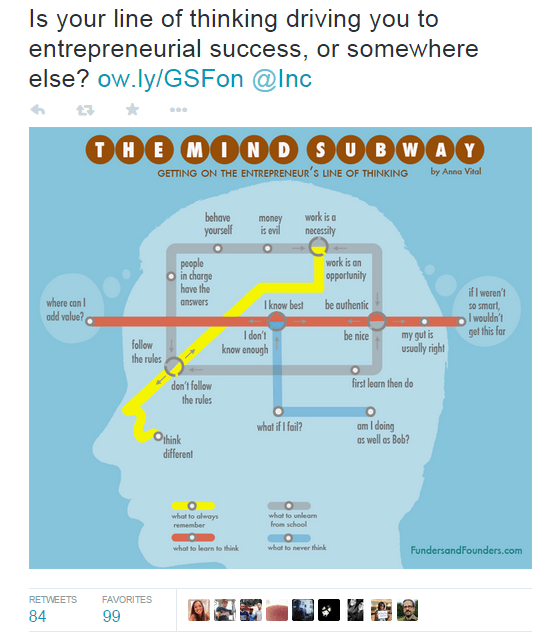 Is your line of thinking driving you to
entrepreneurial success, or somewhere
else? ow.ly/GSFon @Inc
THE MIND SUBWAY
GETTING ON THE ENTREPRENEUR'S LINE OF THINKING
by Anna Vital
behave
yourself
money
is evil
work is a
necessity
people
in charge
have the
answers
work is an
opportunity
where can I
add value?
I know best
be authentic
if I weren't
so smart,
I wouldn't
get this far
follow
the rules
I don't
know enough
be nice
my gut is
usually right
don't follow
the rules
first learn then do
think
different
what if I fail?
am I doing
as well as Bob?
what to always
remember
what to unlearn
from school
what to learn to think
what to never think
FundersandFounders.com
RETWEETS
84
FAVORITES
99